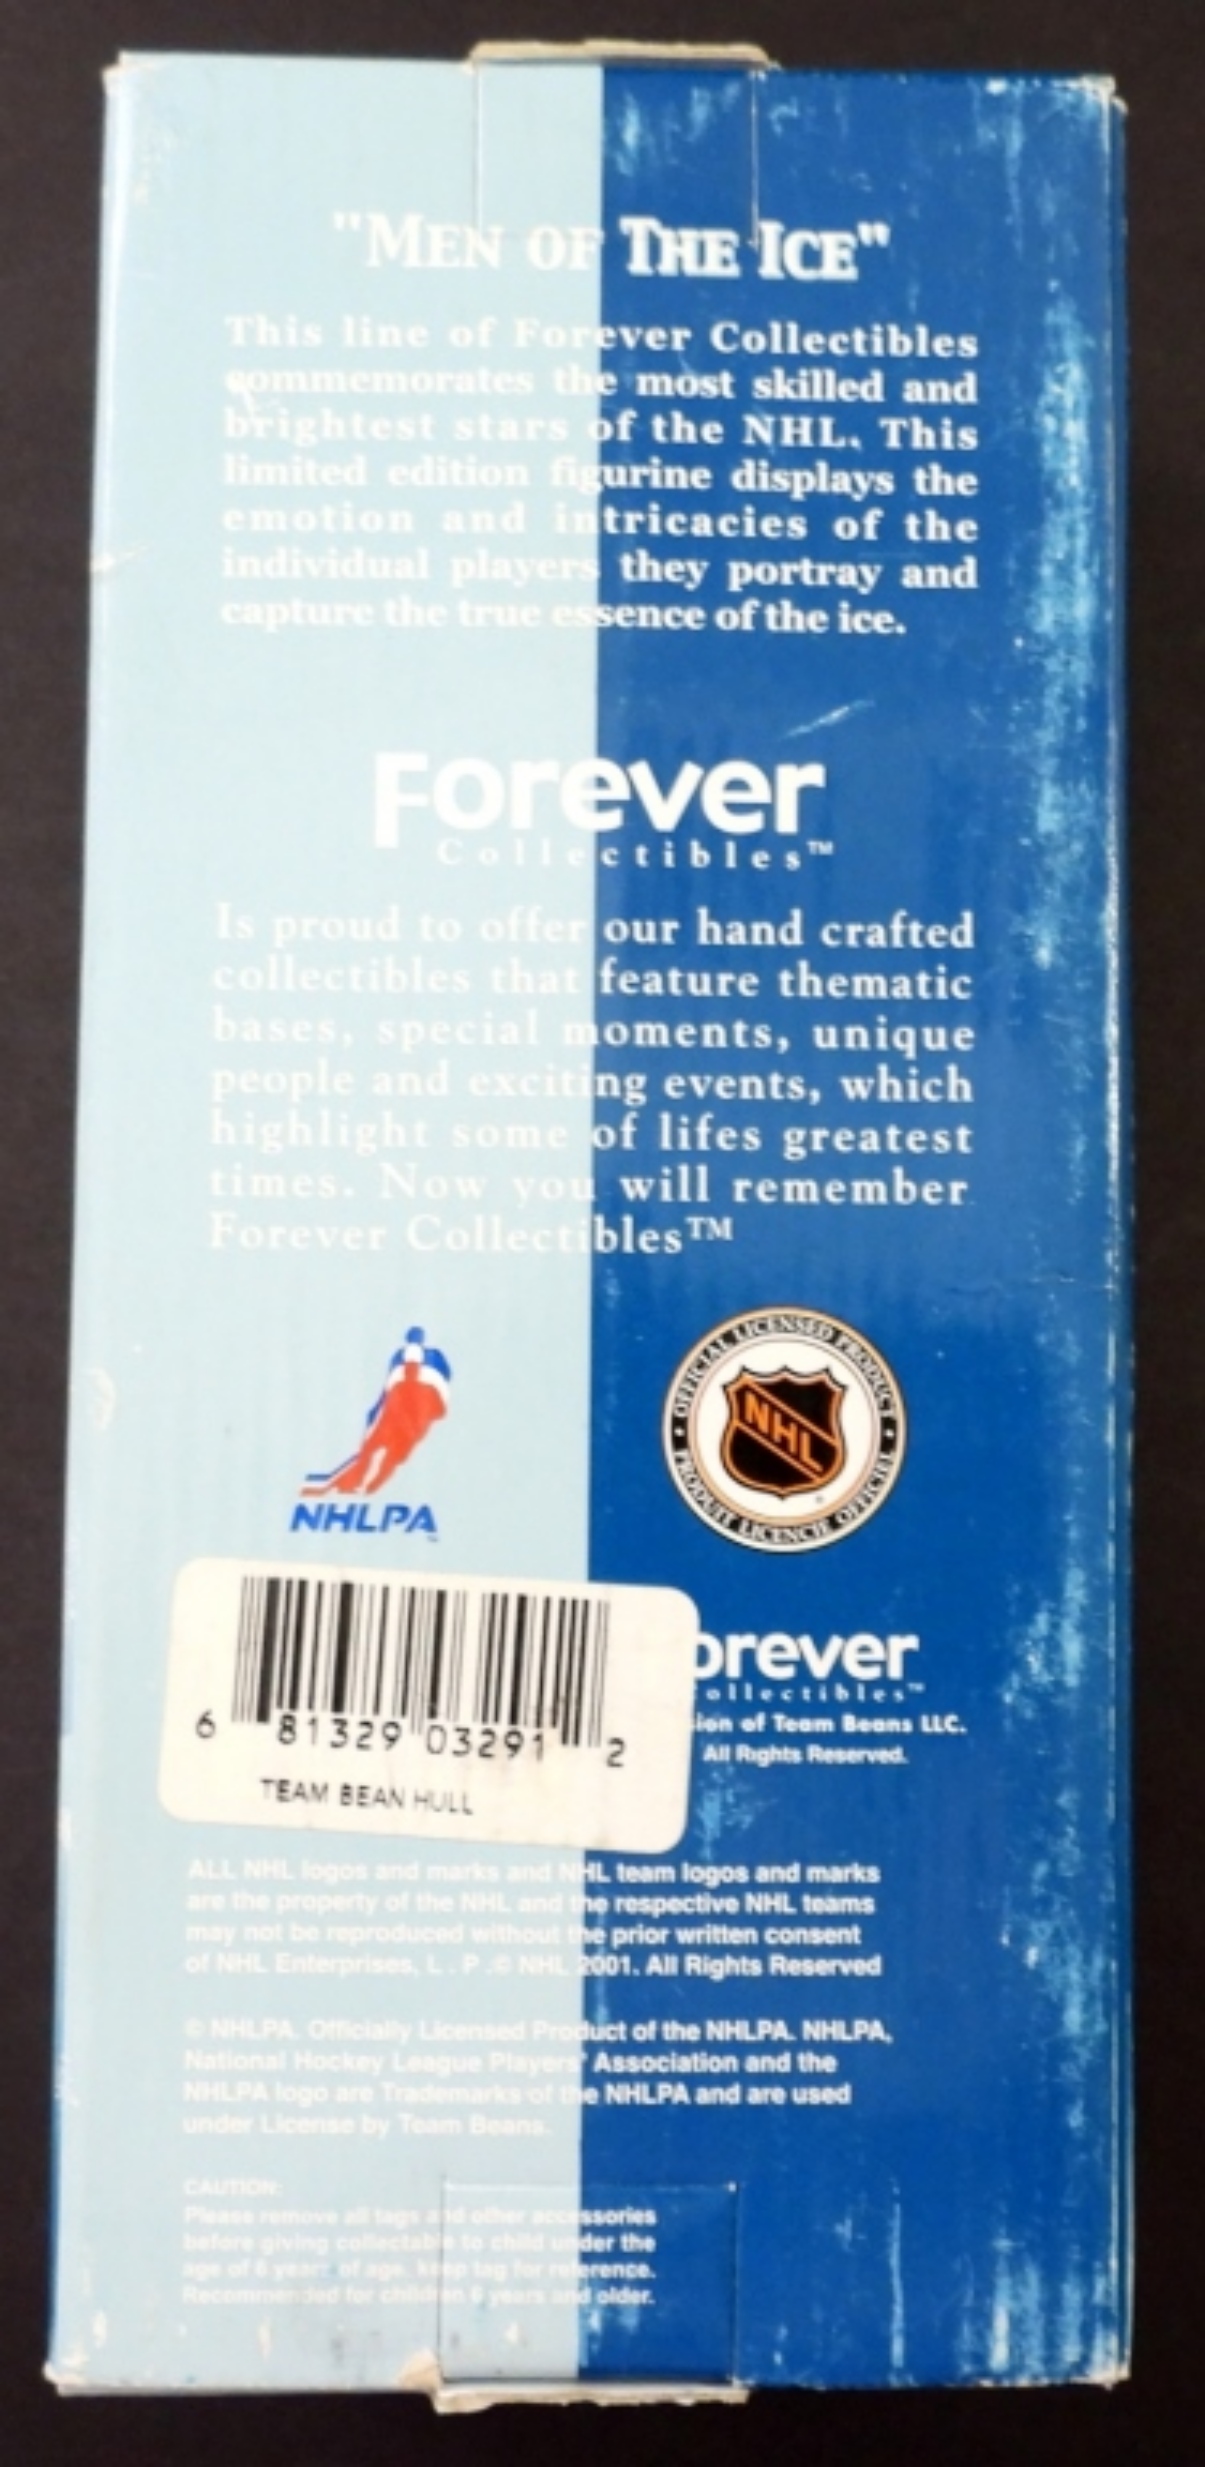 "MEN OF THE ICE"
This line of Forever Collectibles
commemorates the most skilled and
brightest stars of the NHL. This
limited edition figurine displays the
emotion and intricacies of the
individual players they portray and
capture the true essence of the ice.
Forever
Collectibles™
Is proud to offer our hand crafted
collectibles that feature thematic
bases, special moments, unique
people and exciting events, which
highlight some of lifes greatest
times. Now you will remember
Forever Collectibles™
NHLPA
OFFICIAL LICENSED PRODUCT
NHL
PRODUIT LICENCIE OFFICIEL
6 81329 03291 2
TEAM BEAN HULL
orever
ollectibles™
ion of Team Beans LLC.
All Rights Reserved.
ALL NHL logos and marks and NHL team logos and marks
are the property of the NHL and the respective NHL teams
may not be reproduced without the prior written consent
of NHL Enterprises, L . P .© NHL 2001. All Rights Reserved
© NHLPA. Officially Licensed Product of the NHLPA. NHLPA,
National Hockey League Players' Association and the
NHLPA logo are Trademarks of the NHLPA and are used
under License by Team Beans.
CAUTION:
Please remove all tags and other accessories
before giving collectable to child under the
age of 6 years of age. keep tag for reference.
Recommended for children 6 years and older.